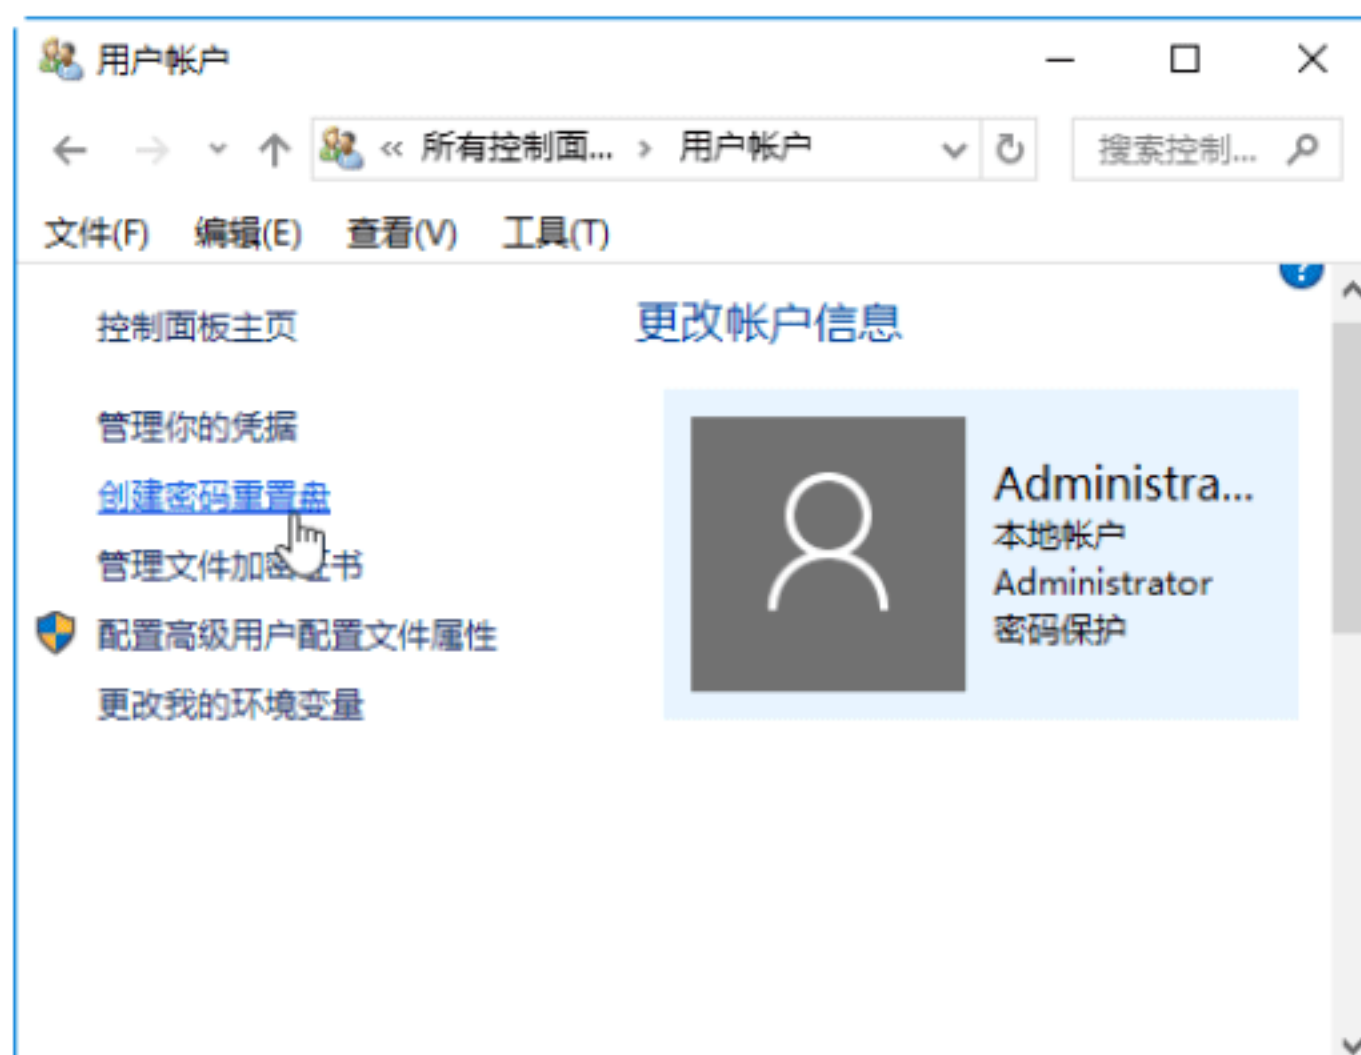 用户帐户
« 所有控制面... › 用户帐户
搜索控制...
文件(F) 编辑(E) 查看(V) 工具(T)
控制面板主页
管理你的凭据
创建密码重置盘
管理文件加密证书
配置高级用户配置文件属性
更改我的环境变量
更改帐户信息
Administra...
本地帐户
Administrator
密码保护